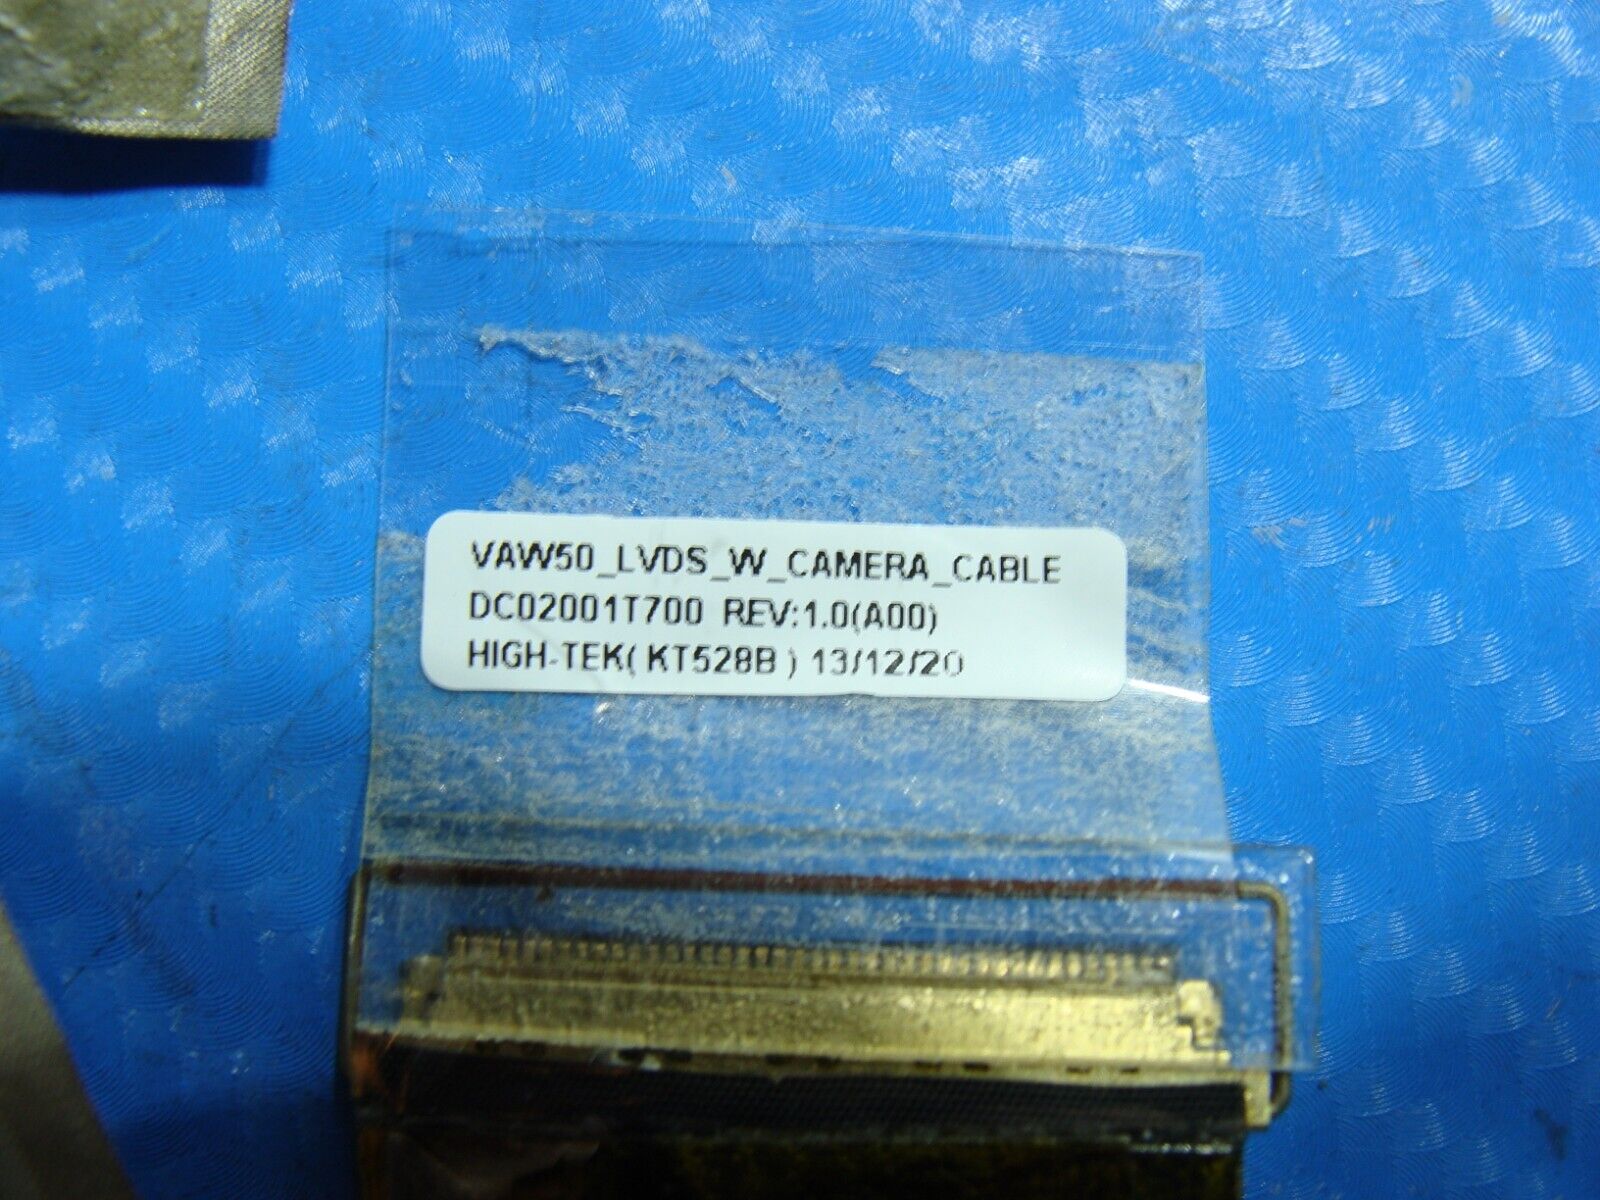 VAW50_LVDS_W_CAMERA_CABLE
DC02001T700 REV:1.0(A00)
HIGH-TEK( KT528B ) 13/12/20